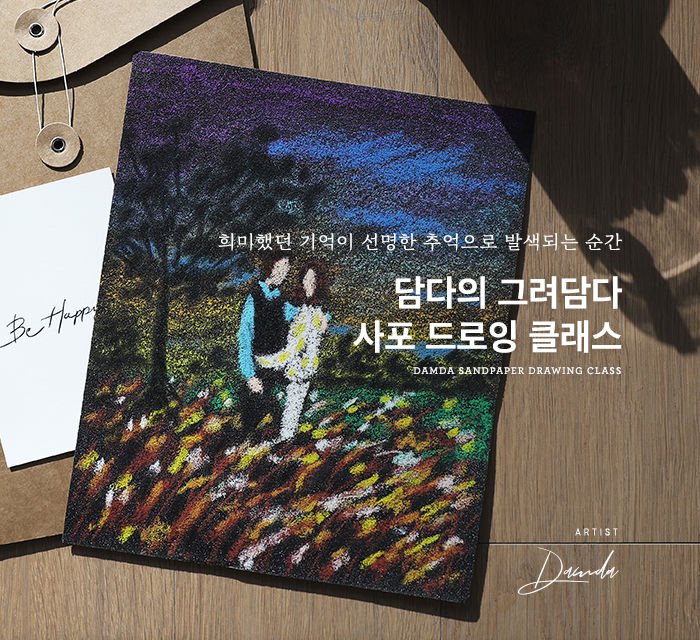 Be Happy
희미했던 기억이 선명한 추억으로 발색되는 순간
담다의 그려담다
사포 드로잉 클래스
DAMDA SANDPAPER DRAWING CLASS
ARTIST
Damda